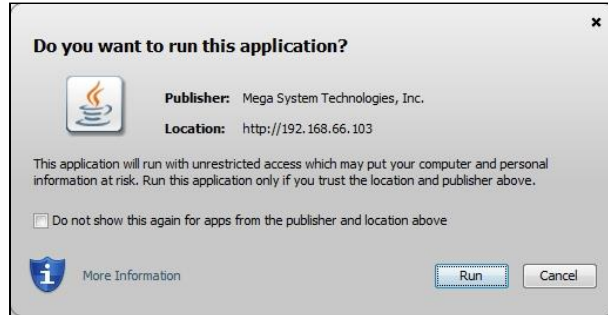 Do you want to run this application?
Publisher: Mega System Technologies, Inc.
Location: http://192.168.66.103
This application will run with unrestricted access which may put your computer and personal
information at risk. Run this application only if you trust the location and publisher above.
Do not show this again for apps from the publisher and location above
More Information
Run
Cancel